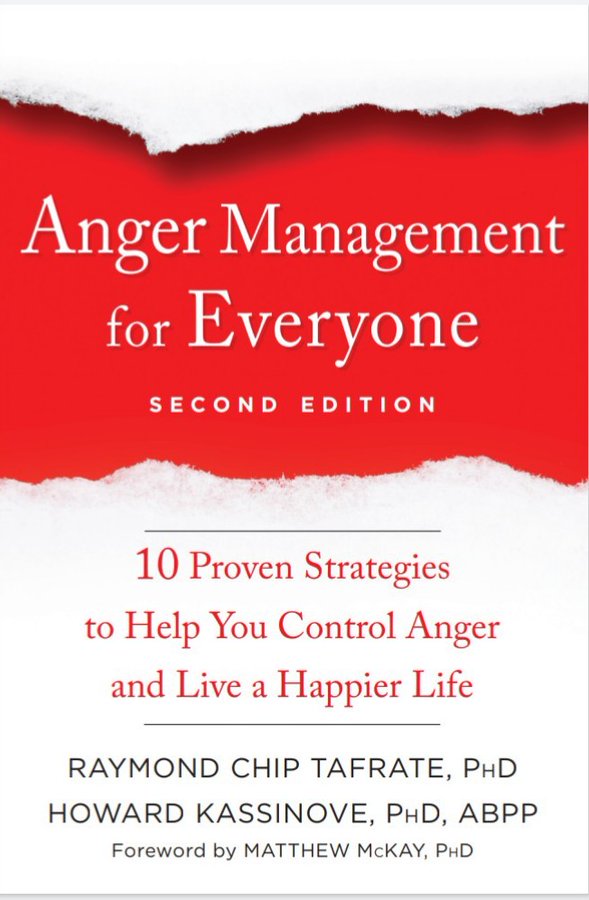 Anger Management
for Everyone
SECOND EDITION
10 Proven Strategies
to Help You Control Anger
and Live a Happier Life
RAYMOND CHIP TAFRATE, PHD
HOWARD KASSINOVE, PHD, ABPP
Foreword by MATTHEW MCKAY, PHD